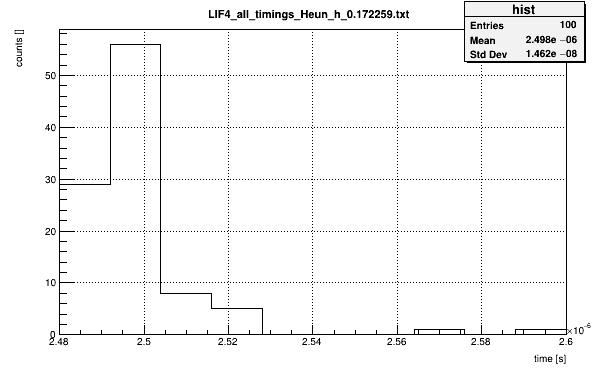 LIF4_all_timings_Heun_h_0.172259.txt
hist
Entries 100
Mean 2.498e −06
Std Dev 1.462e −08
counts []
50
40
30
20
10
0
2.48 2.5 2.52 2.54 2.56 2.58 2.6
×10⁻⁶
time [s]